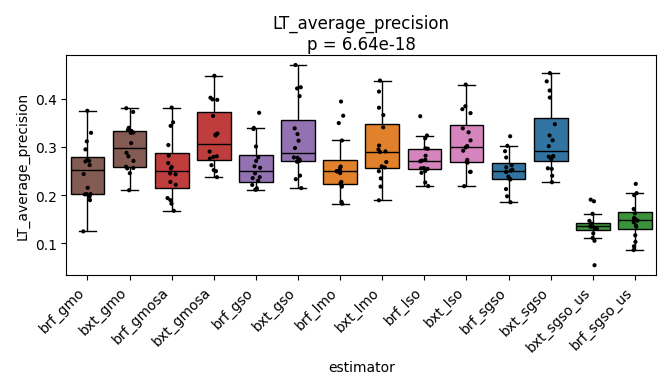 LT_average_precision
p = 6.64e-18
LT_average_precision
0.4
0.3
0.2
0.1
brf_gmo
bxt_gmo
brf_gmosa
bxt_gmosa
brf_gso
bxt_gso
brf_lmo
bxt_lmo
brf_lso
bxt_lso
brf_sgso
bxt_sgso
bxt_sgso_us
brf_sgso_us
estimator